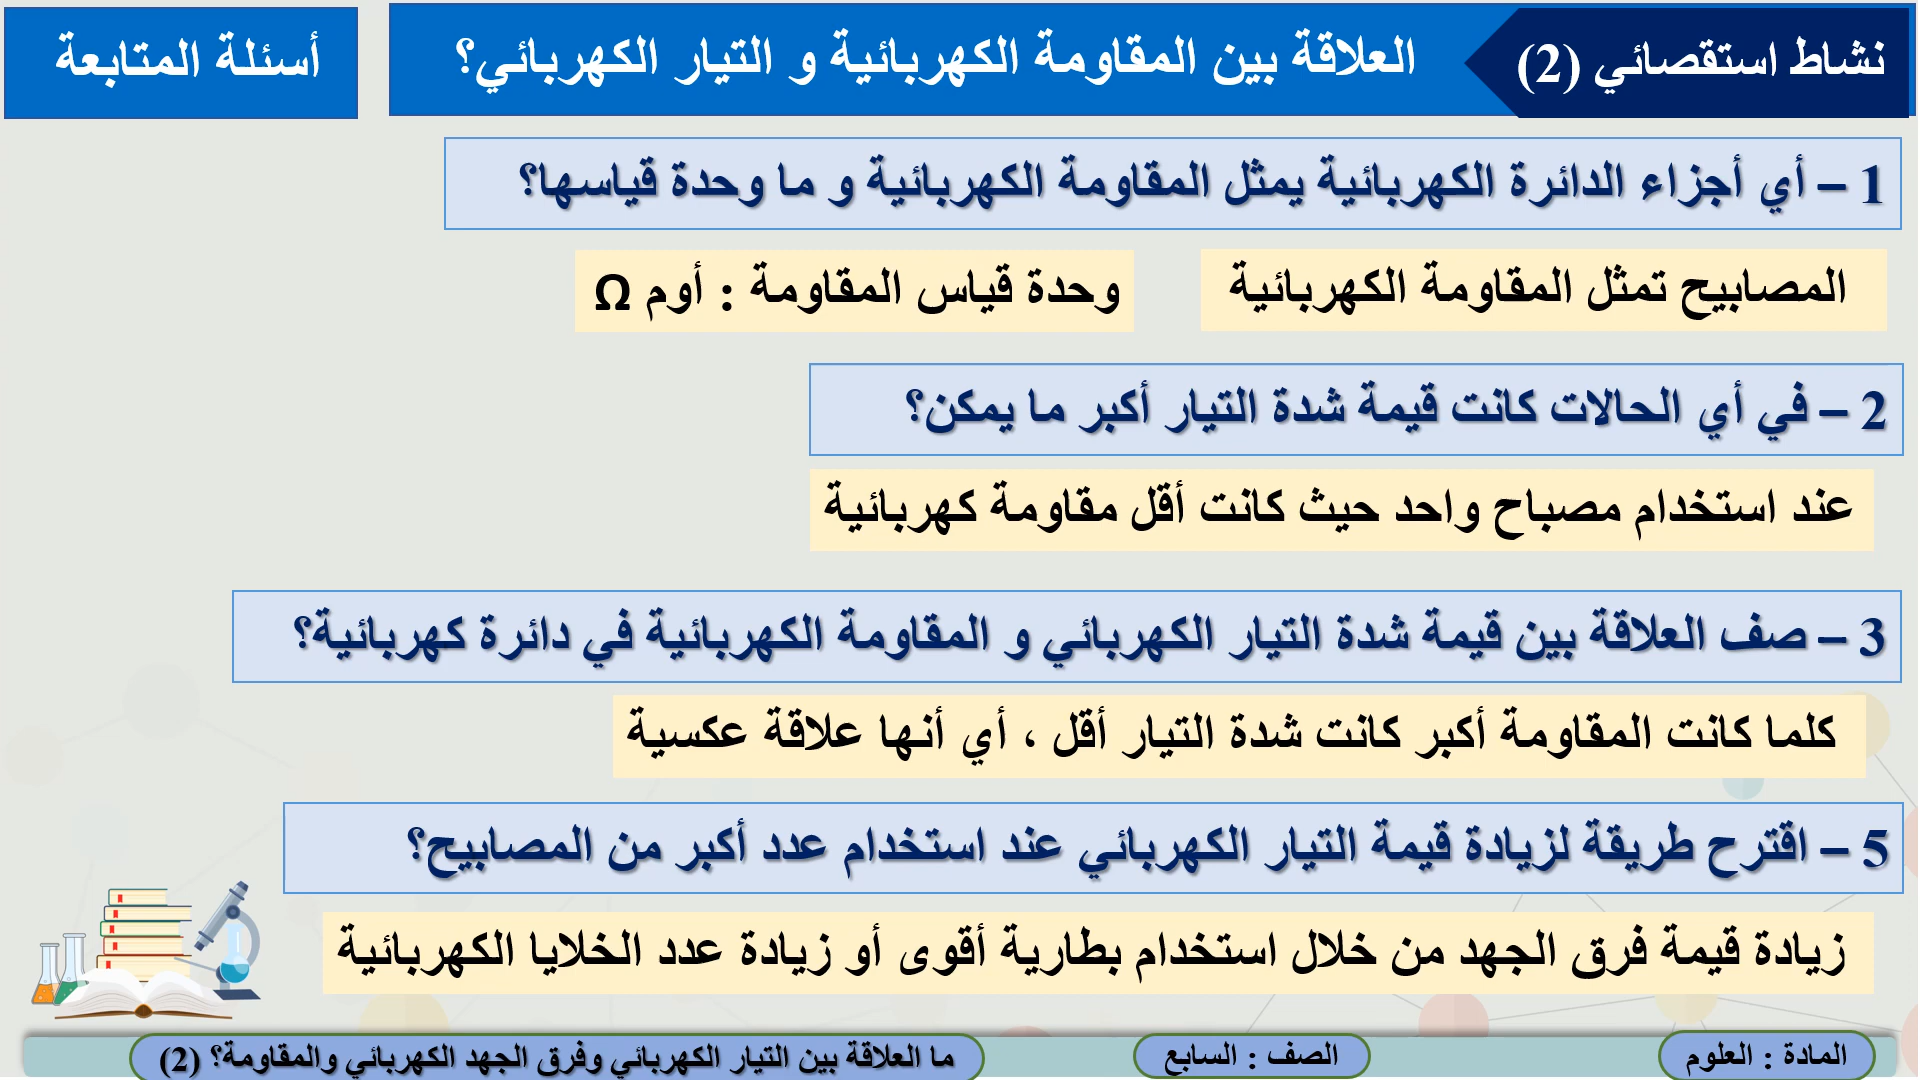 نشاط استقصائي (2)
العلاقة بين المقاومة الكهربائية و التيار الكهربائي؟
أسئلة المتابعة
1 – أي أجزاء الدائرة الكهربائية يمثل المقاومة الكهربائية و ما وحدة قياسها؟
المصابيح تمثل المقاومة الكهربائية
وحدة قياس المقاومة : أوم Ω
2 – في أي الحالات كانت قيمة شدة التيار أكبر ما يمكن؟
عند استخدام مصباح واحد حيث كانت أقل مقاومة كهربائية
3 – صف العلاقة بين قيمة شدة التيار الكهربائي و المقاومة الكهربائية في دائرة كهربائية؟
كلما كانت المقاومة أكبر كانت شدة التيار أقل ، أي أنها علاقة عكسية
5 – اقترح طريقة لزيادة قيمة التيار الكهربائي عند استخدام عدد أكبر من المصابيح؟
زيادة قيمة فرق الجهد من خلال استخدام بطارية أقوى أو زيادة عدد الخلايا الكهربائية
المادة : العلوم
الصف : السابع
ما العلاقة بين التيار الكهربائي وفرق الجهد الكهربائي والمقاومة؟ (2)